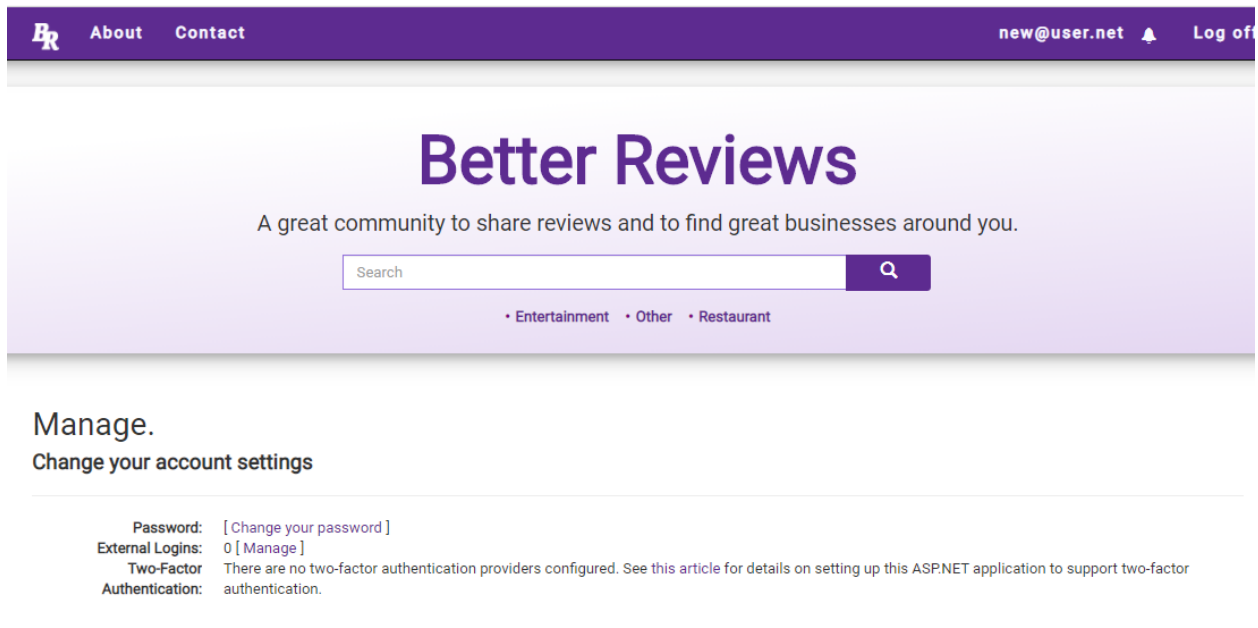 BR About Contact new@user.net Log off
Better Reviews
A great community to share reviews and to find great businesses around you.
Search
• Entertainment • Other • Restaurant
Manage.
Change your account settings
Password: [ Change your password ]
External Logins: 0 [ Manage ]
Two-Factor There are no two-factor authentication providers configured. See this article for details on setting up this ASP.NET application to support two-factor
Authentication: authentication.